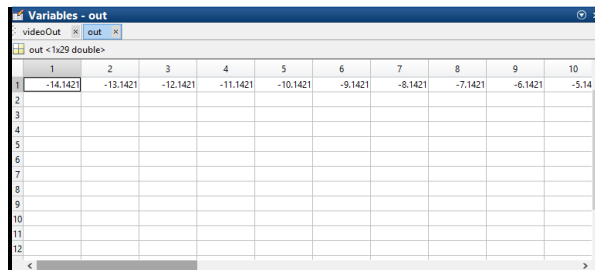 Variables - out
videoOut × out ×
out <1x29 double>
1 2 3 4 5 6 7 8 9 10
1 -14.1421 -13.1421 -12.1421 -11.1421 -10.1421 -9.1421 -8.1421 -7.1421 -6.1421 -5.14
2
3
4
5
6
7
8
9
10
11
12